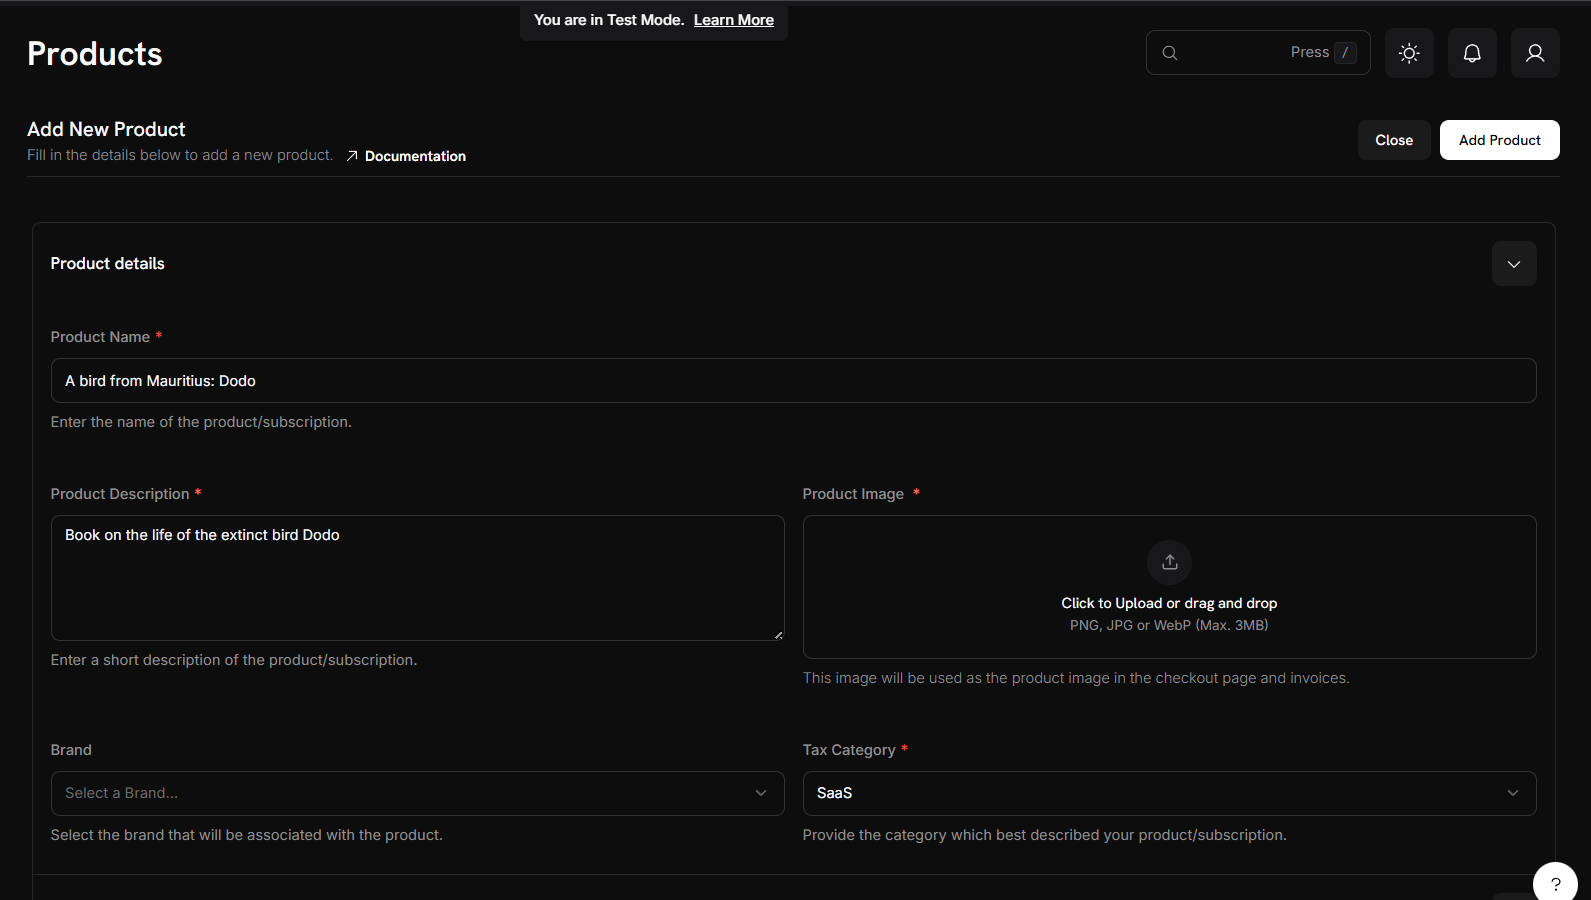 You are in Test Mode. Learn More
Products
Press /
Add New Product
Fill in the details below to add a new product. Documentation
Close
Add Product
Product details
Product Name *
A bird from Mauritius: Dodo
Enter the name of the product/subscription.
Product Description *
Book on the life of the extinct bird Dodo
Enter a short description of the product/subscription.
Product Image *
Click to Upload or drag and drop
PNG, JPG or WebP (Max. 3MB)
This image will be used as the product image in the checkout page and invoices.
Brand
Select a Brand...
Select the brand that will be associated with the product.
Tax Category *
SaaS
Provide the category which best described your product/subscription.
?